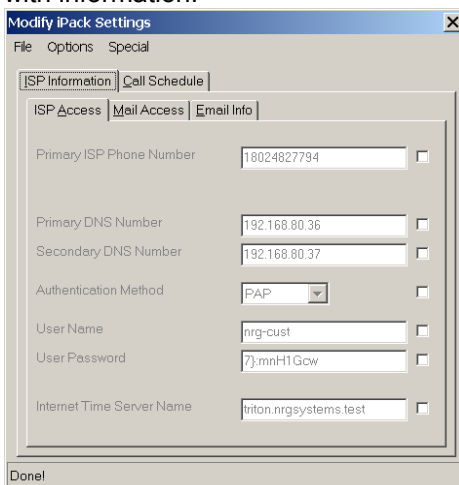 with information.
Modify iPack Settings
File Options Special
ISP Information Call Schedule
ISP Access Mail Access Email Info
Primary ISP Phone Number 18024827794
Primary DNS Number 192.168.80.36
Secondary DNS Number 192.168.80.37
Authentication Method PAP
User Name nrg-cust
User Password 7}:mnH1Gcw
Internet Time Server Name triton.nrgsystems.test
Done!